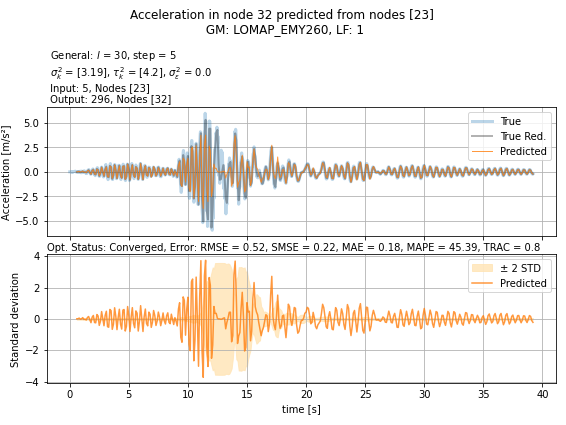 Acceleration in node 32 predicted from nodes [23]
GM: LOMAP_EMY260, LF: 1
General: l = 30, step = 5
σ²ₖ = [3.19], τ²ₖ = [4.2], σ²ε = 0.0
Input: 5, Nodes [23]
Output: 296, Nodes [32]
Acceleration [m/s²]
5.0
2.5
0.0
−2.5
−5.0
True
True Red.
Predicted
Opt. Status: Converged, Error: RMSE = 0.52, SMSE = 0.22, MAE = 0.18, MAPE = 45.39, TRAC = 0.8
Standard deviation
4
2
0
−2
−4
± 2 STD
Predicted
0 5 10 15 20 25 30 35 40
time [s]